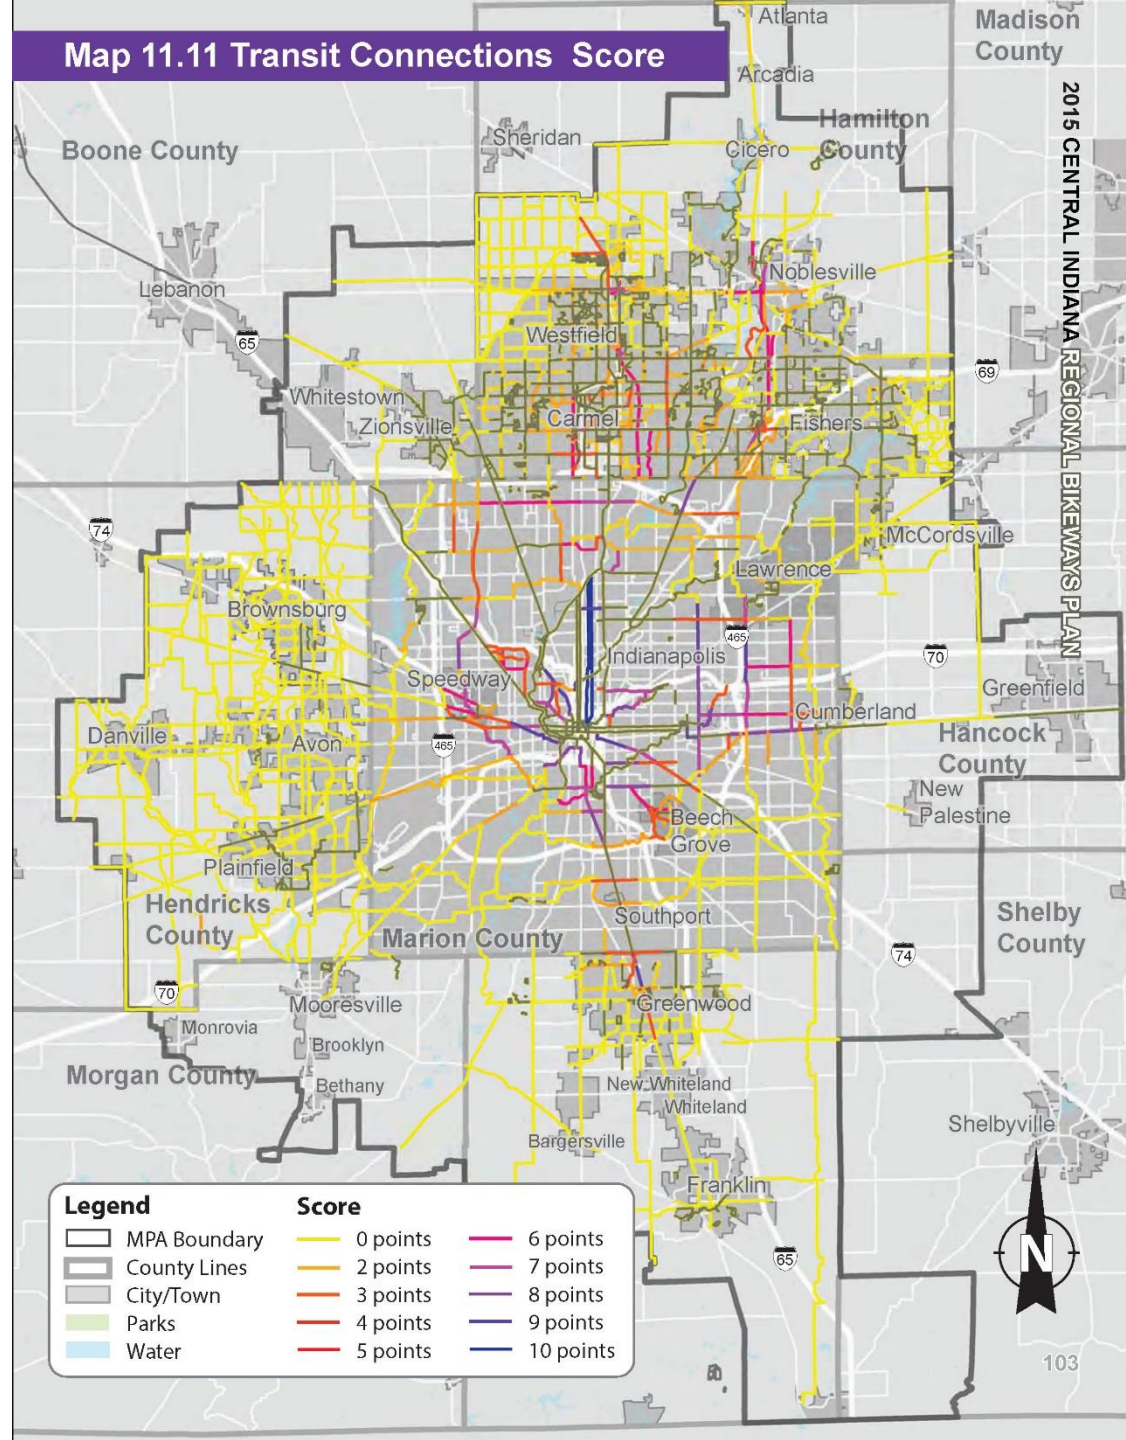 Map 11.11 Transit Connections Score
Atlanta
Madison
County
Arcadia
2015 CENTRAL INDIANA REGIONAL BIKEWAYS PLAN
Hamilton
County
Sheridan
Cicero
Boone County
Noblesville
Lebanon
Westfield
65
69
Whitestown
Zionsville
Carmel
Fishers
74
McCordsville
Lawrence
Brownsburg
465
Indianapolis
70
Speedway
Greenfield
Cumberland
Danville
Avon
465
Hancock
County
New
Palestine
Beech
Grove
Plainfield
Hendricks
County
Southport
Shelby
County
Marion County
74
70
Mooresville
Greenwood
Monrovia
Brooklyn
Morgan County
Bethany
New Whiteland
Whiteland
Bargersville
Shelbyville
Franklin
65
N
Legend
MPA Boundary
County Lines
City/Town
Parks
Water
Score
0 points
2 points
3 points
4 points
5 points
6 points
7 points
8 points
9 points
10 points
103